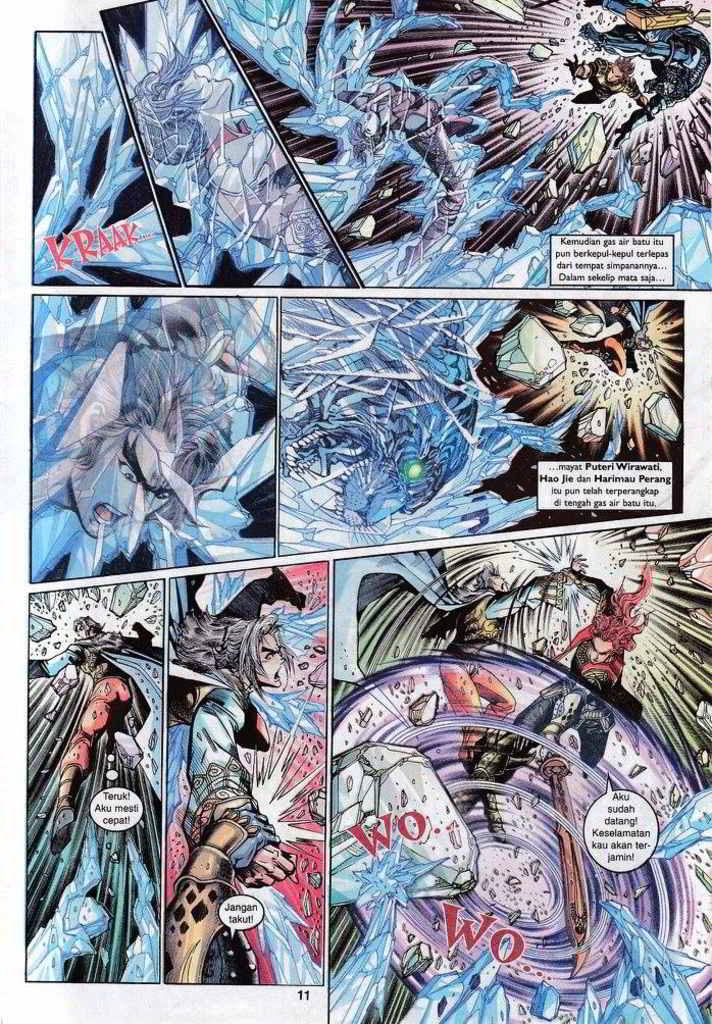 KRAAK...
Kemudian gas air batu itu
pun berkepul-kepul terlepas
dari tempat simpanannya...
Dalam sekelip mata saja...
...mayat Puteri Wirawati,
Hao Jie dan Harimau Perang
itu pun telah terperangkap
di tengah gas air batu itu.
Teruk!
Aku mesti
cepat!
Jangan
takut!
WO...
WO...
Aku
sudah
datang!
Keselamatan
kau akan ter-
jamin!
11